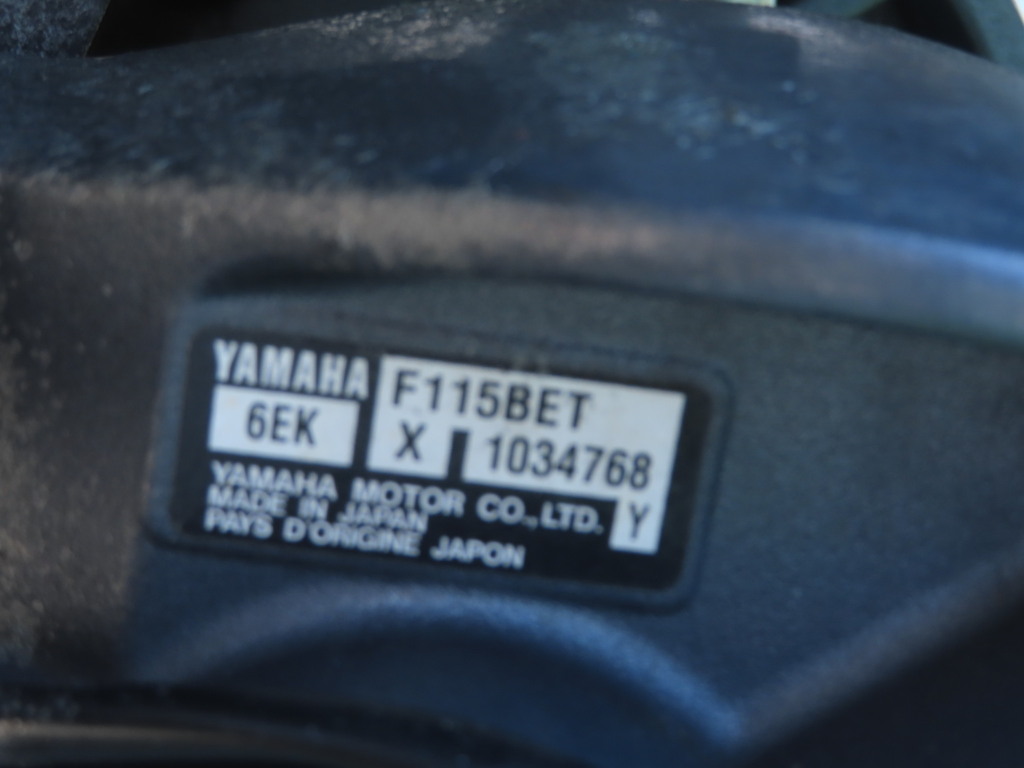 YAMAHA F115BET
6EK X 1034768
YAMAHA MOTOR CO.,LTD. Y
MADE IN JAPAN
PAYS D'ORIGINE JAPON